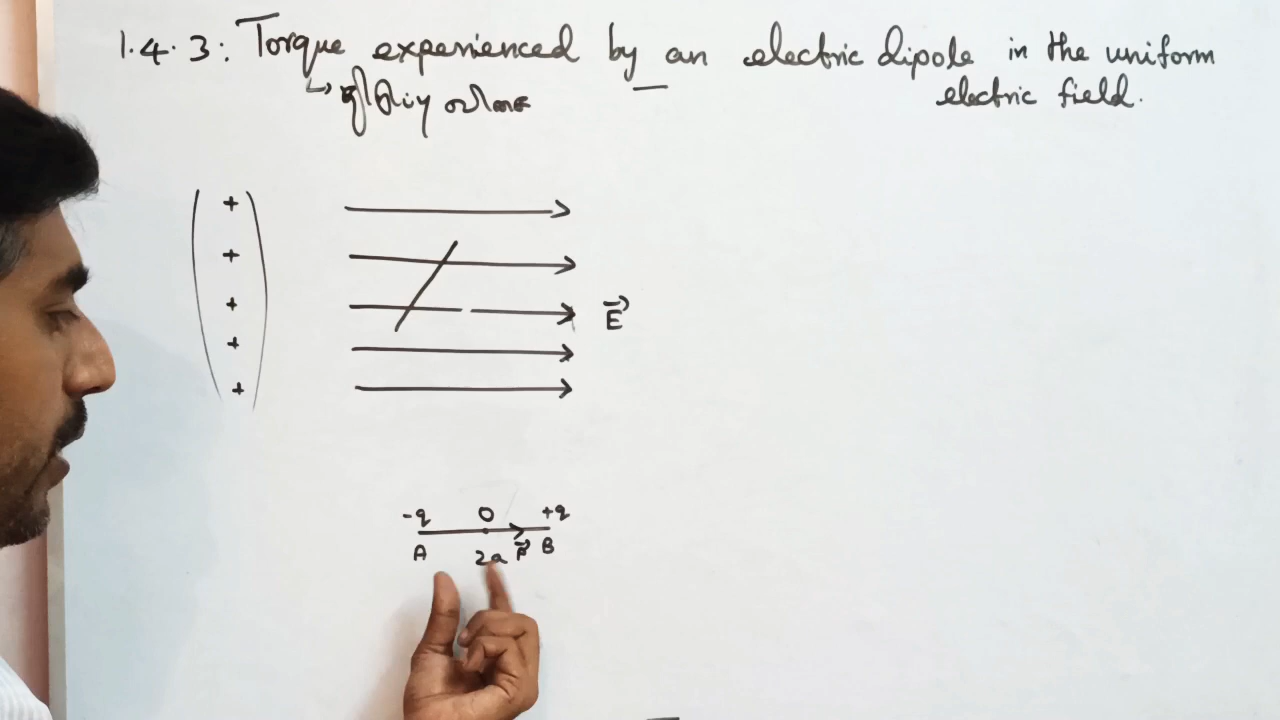 1.4.3: Torque experienced by an electric dipole in the uniform
electric field.
+
+
+
+
+
E
-q O +q
A 2a P B